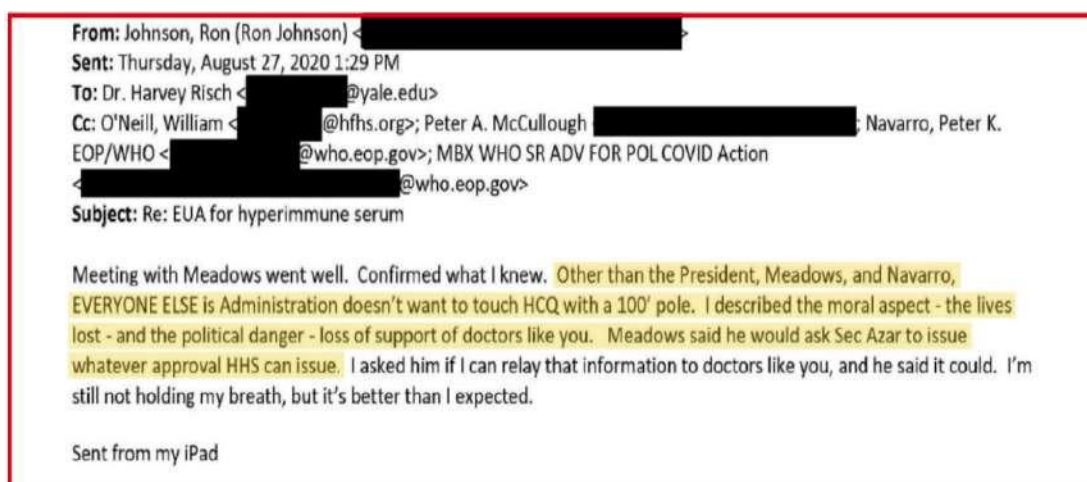 From: Johnson, Ron (Ron Johnson) < >
Sent: Thursday, August 27, 2020 1:29 PM
To: Dr. Harvey Risch < @yale.edu>
Cc: O'Neill, William < @hfhs.org>; Peter A. McCullough ; Navarro, Peter K.
EOP/WHO < @who.eop.gov>; MBX WHO SR ADV FOR POL COVID Action
< @who.eop.gov>
Subject: Re: EUA for hyperimmune serum
Meeting with Meadows went well. Confirmed what I knew. Other than the President, Meadows, and Navarro,
EVERYONE ELSE is Administration doesn't want to touch HCQ with a 100' pole. I described the moral aspect - the lives
lost - and the political danger - loss of support of doctors like you. Meadows said he would ask Sec Azar to issue
whatever approval HHS can issue. I asked him if I can relay that information to doctors like you, and he said it could. I'm
still not holding my breath, but it's better than I expected.
Sent from my iPad